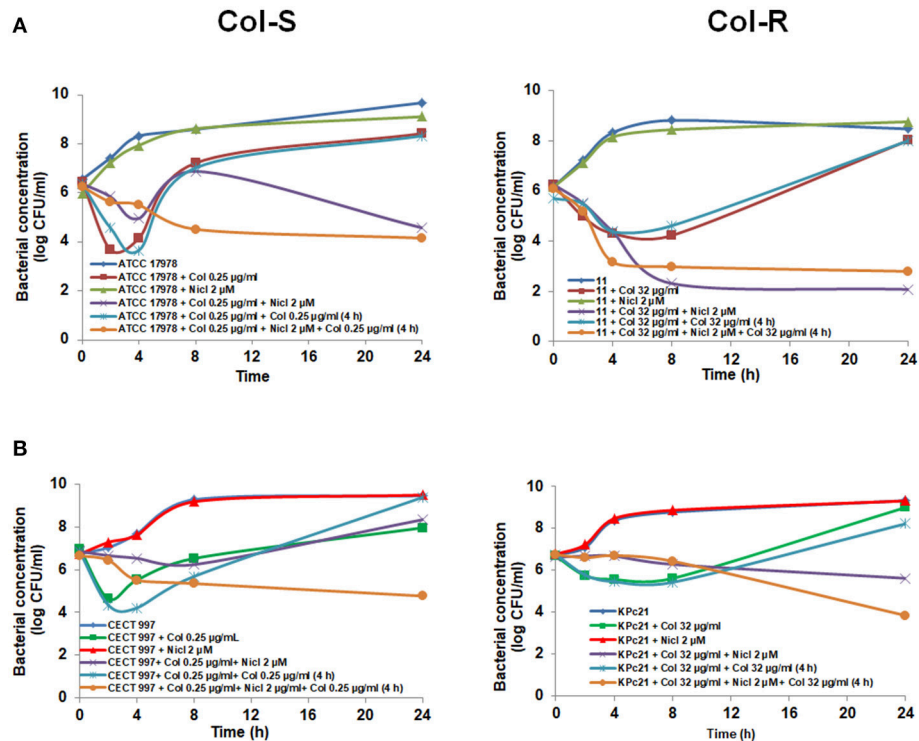 Col-S
Col-R
A
Bacterial concentration
(log CFU/ml)
10
8
6
4
2
0
ATCC 17978
ATCC 17978 + Col 0.25 µg/ml
ATCC 17978 + Nicl 2 µM
ATCC 17978 + Col 0.25 µg/ml + Nicl 2 µM
ATCC 17978 + Col 0.25 µg/ml + Col 0.25 µg/ml (4 h)
ATCC 17978 + Col 0.25 µg/ml + Nicl 2 µM + Col 0.25 µg/ml (4 h)
0 4 8 12 16 20 24
Time
Bacterial concentration
(log CFU/ml)
10
8
6
4
2
0
11
11 + Col 32 µg/ml
11 + Nicl 2 µM
11 + Col 32 µg/ml + Nicl 2 µM
11 + Col 32 µg/ml + Col 32 µg/ml (4 h)
11 + Col 32 µg/ml + Nicl 2 µM + Col 32 µg/ml (4 h)
0 4 8 12 16 20 24
Time (h)
B
Bacterial concentration
(log CFU/ml)
10
8
6
4
2
0
CECT 997
CECT 997 + Col 0.25 µg/mL
CECT 997 + Nicl 2 µM
CECT 997+ Col 0.25 µg/ml+ Nicl 2 µM
CECT 997+ Col 0.25 µg/ml+ Col 0.25 µg/ml (4 h)
CECT 997 + Col 0.25 µg/ml+ Nicl 2 µg/ml+ Col 0.25 µg/ml (4 h)
0 4 8 12 16 20 24
Time (h)
Bacterial concentration
(log CFU/ml)
10
8
6
4
2
0
KPc21
KPc21 + Col 32 µg/ml
KPc21 + Nicl 2 µM
KPc21 + Col 32 µg/ml + Nicl 2 µM
KPc21 + Col 32 µg/ml + Col 32 µg/ml (4 h)
KPc21 + Col 32 µg/ml + Nicl 2 µM + Col 32 µg/ml (4 h)
0 4 8 12 16 20 24
Time (h)